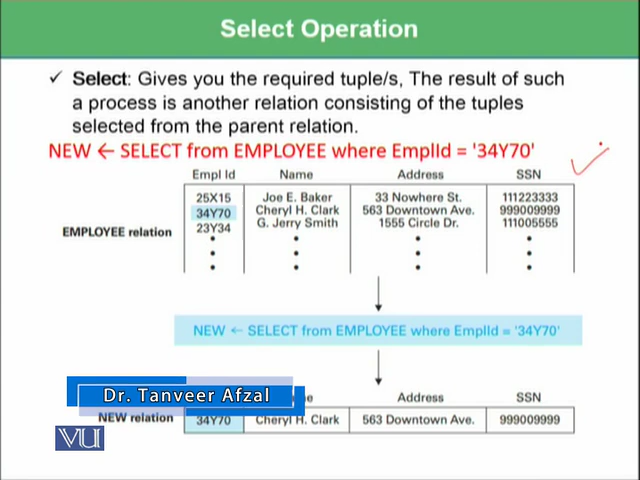 Select Operation
✓ Select: Gives you the required tuple/s, The result of such
a process is another relation consisting of the tuples
selected from the parent relation.
NEW ← SELECT from EMPLOYEE where EmplId = '34Y70'
Empl Id Name Address SSN
25X15 Joe E. Baker 33 Nowhere St. 111223333
34Y70 Cheryl H. Clark 563 Downtown Ave. 999009999
23Y34 G. Jerry Smith 1555 Circle Dr. 111005555
EMPLOYEE relation
NEW ← SELECT from EMPLOYEE where EmplId = '34Y70'
Dr. Tanveer Afzal
Address SSN
NEW relation 34Y70 Cheryl H. Clark 563 Downtown Ave. 999009999
VU